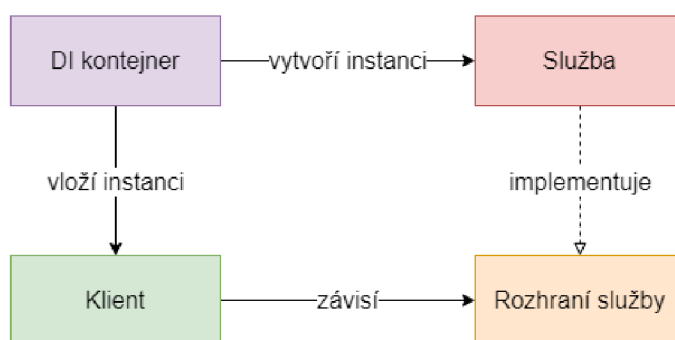 DI kontejner
vytvoří instanci
Služba
vloží instanci
implementuje
Klient
závisí
Rozhraní služby